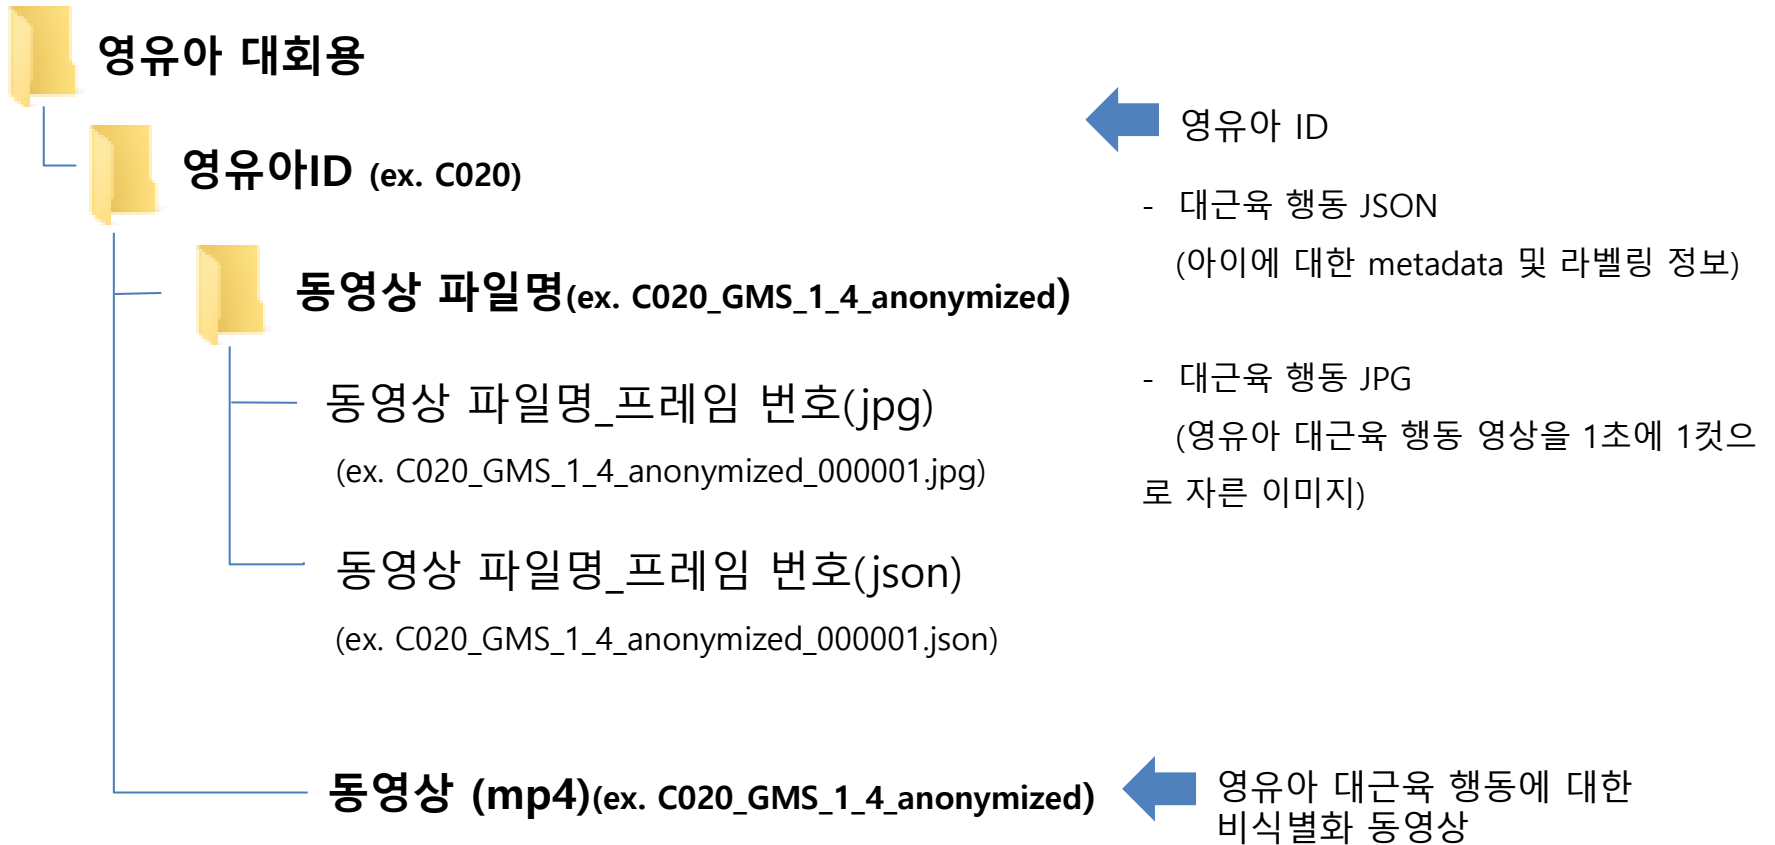 영유아 대회용
영유아ID (ex. C020)
동영상 파일명(ex. C020_GMS_1_4_anonymized)
동영상 파일명_프레임 번호(jpg)
(ex. C020_GMS_1_4_anonymized_000001.jpg)
동영상 파일명_프레임 번호(json)
(ex. C020_GMS_1_4_anonymized_000001.json)
동영상 (mp4)(ex. C020_GMS_1_4_anonymized)
영유아 ID
- 대근육 행동 JSON
(아이에 대한 metadata 및 라벨링 정보)
- 대근육 행동 JPG
(영유아 대근육 행동 영상을 1초에 1컷으
로 자른 이미지)
영유아 대근육 행동에 대한
비식별화 동영상